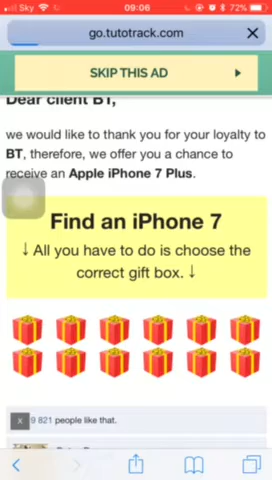 Sky 09:06 72%
go.tutotrack.com
SKIP THIS AD
Dear client BT,
we would like to thank you for your loyalty to
BT, therefore, we offer you a chance to
receive an Apple iPhone 7 Plus.
Find an iPhone 7
↓ All you have to do is choose the
correct gift box. ↓
x 9 821 people like that.